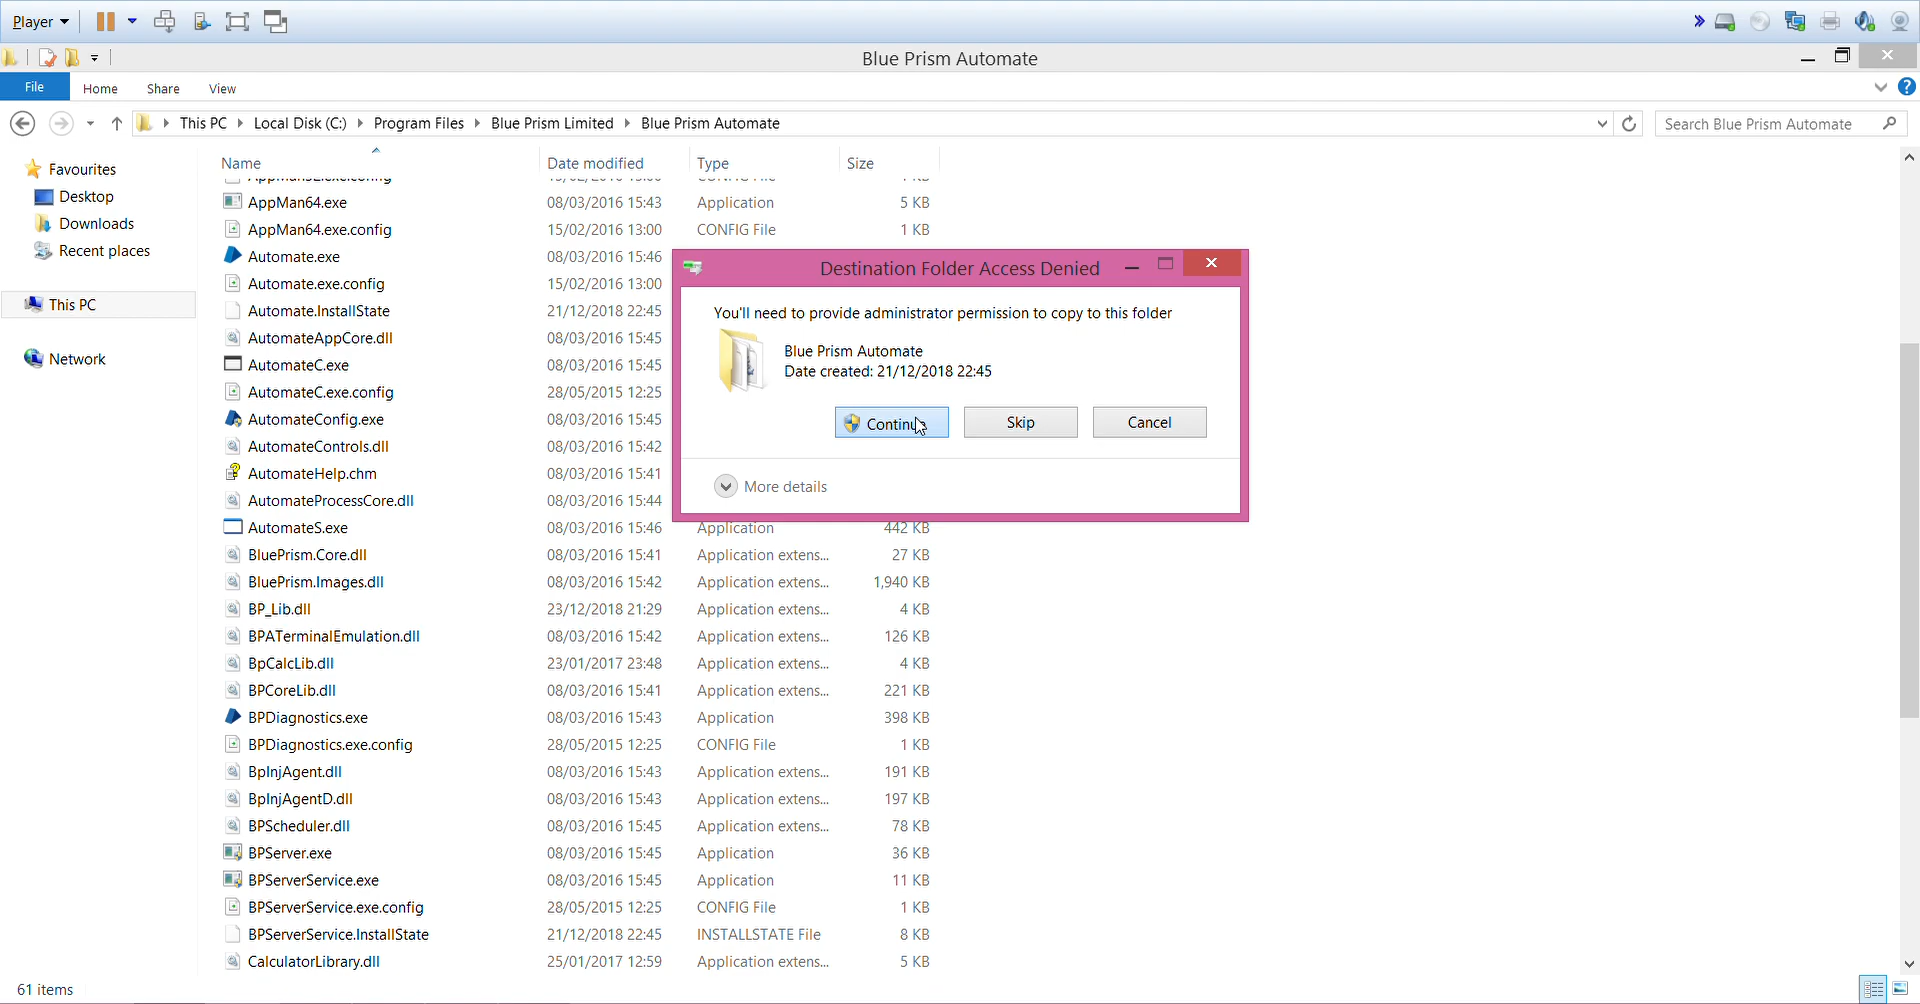 Player
Blue Prism Automate
File Home Share View
This PC Local Disk (C:) Program Files Blue Prism Limited Blue Prism Automate
Search Blue Prism Automate
Favourites
Desktop
Downloads
Recent places
This PC
Network
Name Date modified Type Size
AppMan64.exe 08/03/2016 15:43 Application 5 KB
AppMan64.exe.config 15/02/2016 13:00 CONFIG File 1 KB
Automate.exe 08/03/2016 15:46
Automate.exe.config 15/02/2016 13:00
Automate.InstallState 21/12/2018 22:45
AutomateAppCore.dll 08/03/2016 15:45
AutomateC.exe 08/03/2016 15:45
AutomateC.exe.config 28/05/2015 12:25
AutomateConfig.exe 08/03/2016 15:45
AutomateControls.dll 08/03/2016 15:42
AutomateHelp.chm 08/03/2016 15:41
AutomateProcessCore.dll 08/03/2016 15:44
AutomateS.exe 08/03/2016 15:46 Application 442 KB
BluePrism.Core.dll 08/03/2016 15:41 Application extens... 27 KB
BluePrism.Images.dll 08/03/2016 15:42 Application extens... 1,940 KB
BP_Lib.dll 23/12/2018 21:29 Application extens... 4 KB
BPATerminalEmulation.dll 08/03/2016 15:42 Application extens... 126 KB
BpCalcLib.dll 23/01/2017 23:48 Application extens... 4 KB
BPCoreLib.dll 08/03/2016 15:41 Application extens... 221 KB
BPDiagnostics.exe 08/03/2016 15:43 Application 398 KB
BPDiagnostics.exe.config 28/05/2015 12:25 CONFIG File 1 KB
BpInjAgent.dll 08/03/2016 15:43 Application extens... 191 KB
BpInjAgentD.dll 08/03/2016 15:43 Application extens... 197 KB
BPScheduler.dll 08/03/2016 15:45 Application extens... 78 KB
BPServer.exe 08/03/2016 15:45 Application 36 KB
BPServerService.exe 08/03/2016 15:45 Application 11 KB
BPServerService.exe.config 28/05/2015 12:25 CONFIG File 1 KB
BPServerService.InstallState 21/12/2018 22:45 INSTALLSTATE File 8 KB
CalculatorLibrary.dll 25/01/2017 12:59 Application extens... 5 KB
Destination Folder Access Denied
You'll need to provide administrator permission to copy to this folder
Blue Prism Automate
Date created: 21/12/2018 22:45
Continue Skip Cancel
More details
61 items